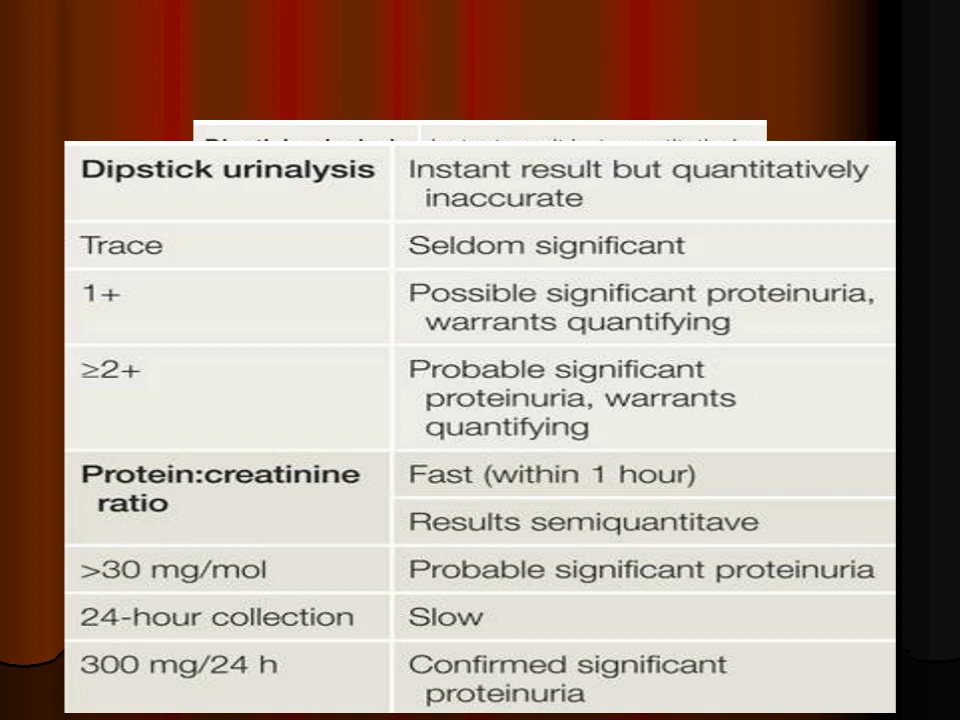 Dipstick urinalysis
Instant result but quantitatively
inaccurate
Trace
Seldom significant
1+
Possible significant proteinuria,
warrants quantifying
≥2+
Probable significant
proteinuria, warrants
quantifying
Protein:creatinine
ratio
Fast (within 1 hour)
Results semiquantitave
>30 mg/mol
Probable significant proteinuria
24-hour collection
Slow
300 mg/24 h
Confirmed significant
proteinuria